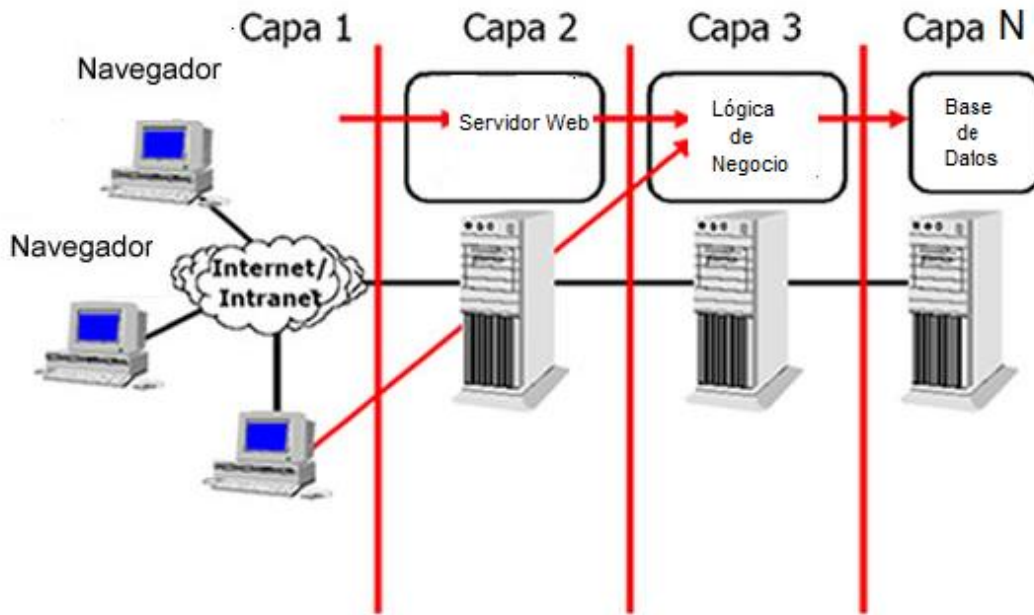 Capa 1
Capa 2
Capa 3
Capa N
Navegador
Servidor Web
Lógica
de
Negocio
Base
de
Datos
Navegador
Internet/
Intranet